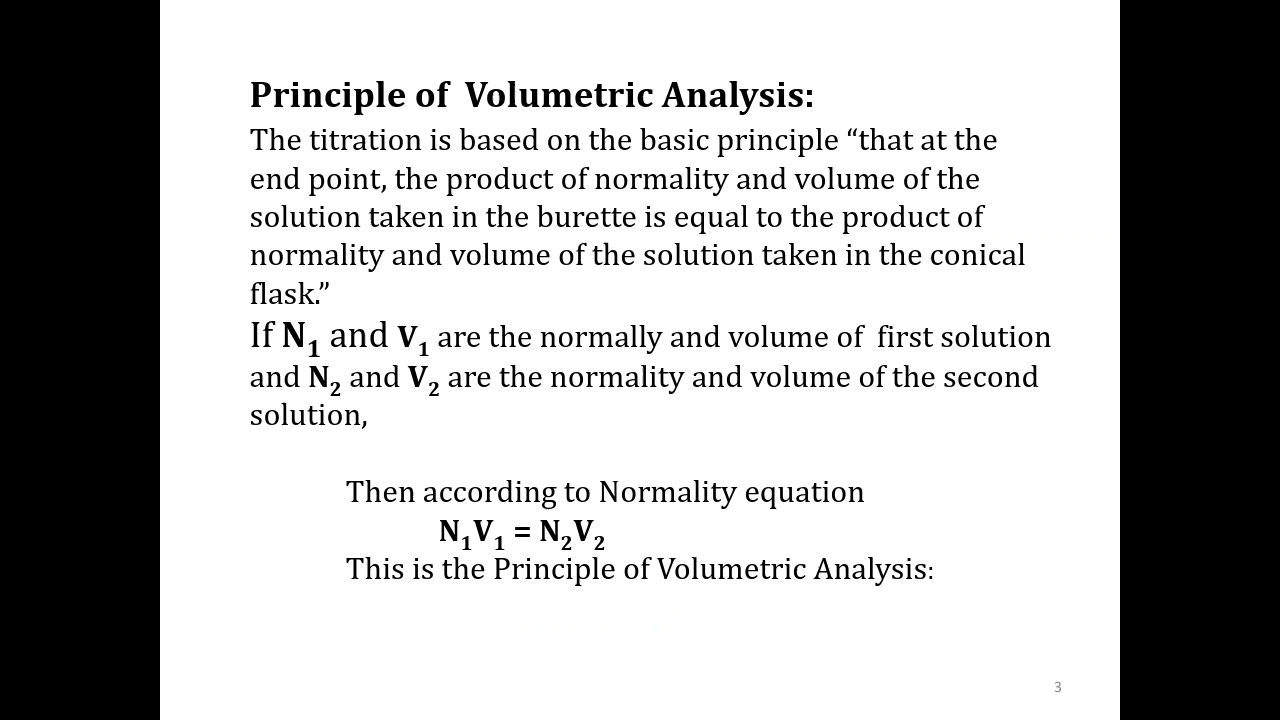 Principle of  Volumetric Analysis:
The titration is based on the basic principle “that at the
end point, the product of normality and volume of the
solution taken in the burette is equal to the product of
normality and volume of the solution taken in the conical
flask.”
If N₁ and V₁ are the normally and volume of  first solution
and N₂ and V₂ are the normality and volume of the second
solution,
Then according to Normality equation
N₁V₁ = N₂V₂
This is the Principle of Volumetric Analysis:
3